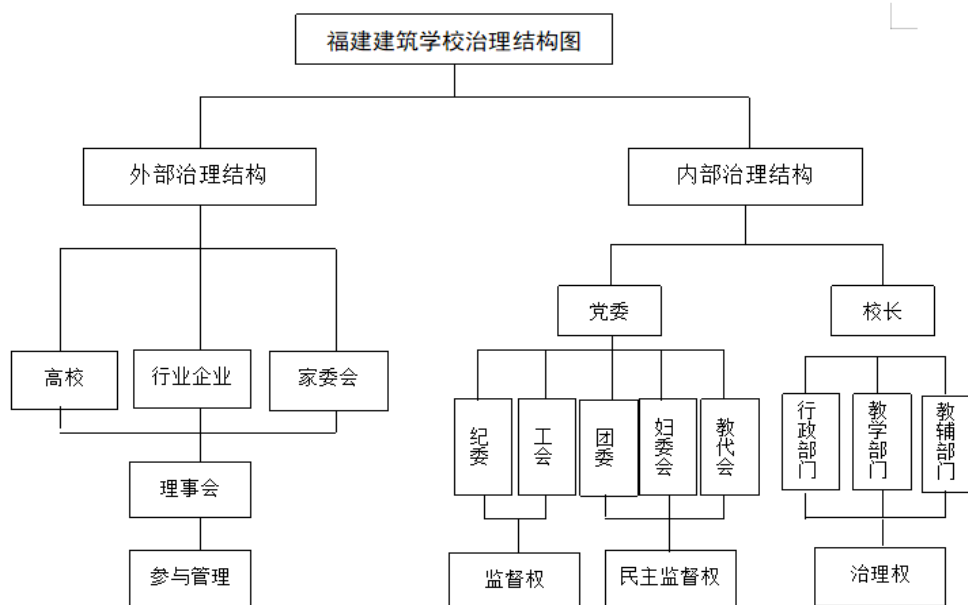 福建建筑学校治理结构图
外部治理结构
内部治理结构
党委
校长
高校
行业企业
家委会
纪委
工会
团委
妇委会
教代会
行政部门
教学部门
教辅部门
理事会
参与管理
监督权
民主监督权
治理权